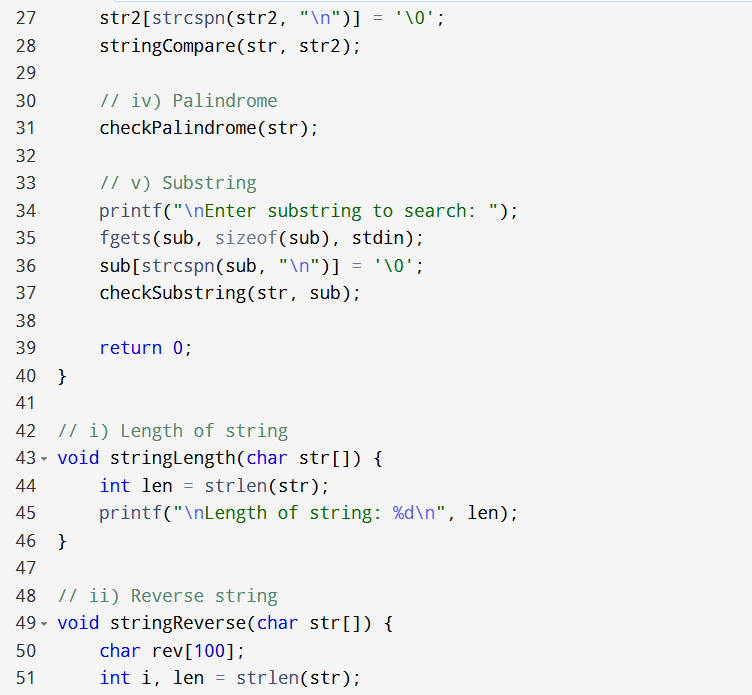 27 str2[strcspn(str2, "\n")] = '\0';
28 stringCompare(str, str2);
29
30 // iv) Palindrome
31 checkPalindrome(str);
32
33 // v) Substring
34 printf("\nEnter substring to search: ");
35 fgets(sub, sizeof(sub), stdin);
36 sub[strcspn(sub, "\n")] = '\0';
37 checkSubstring(str, sub);
38
39 return 0;
40 }
41
42 // i) Length of string
43 void stringLength(char str[]) {
44 int len = strlen(str);
45 printf("\nLength of string: %d\n", len);
46 }
47
48 // ii) Reverse string
49 void stringReverse(char str[]) {
50 char rev[100];
51 int i, len = strlen(str);